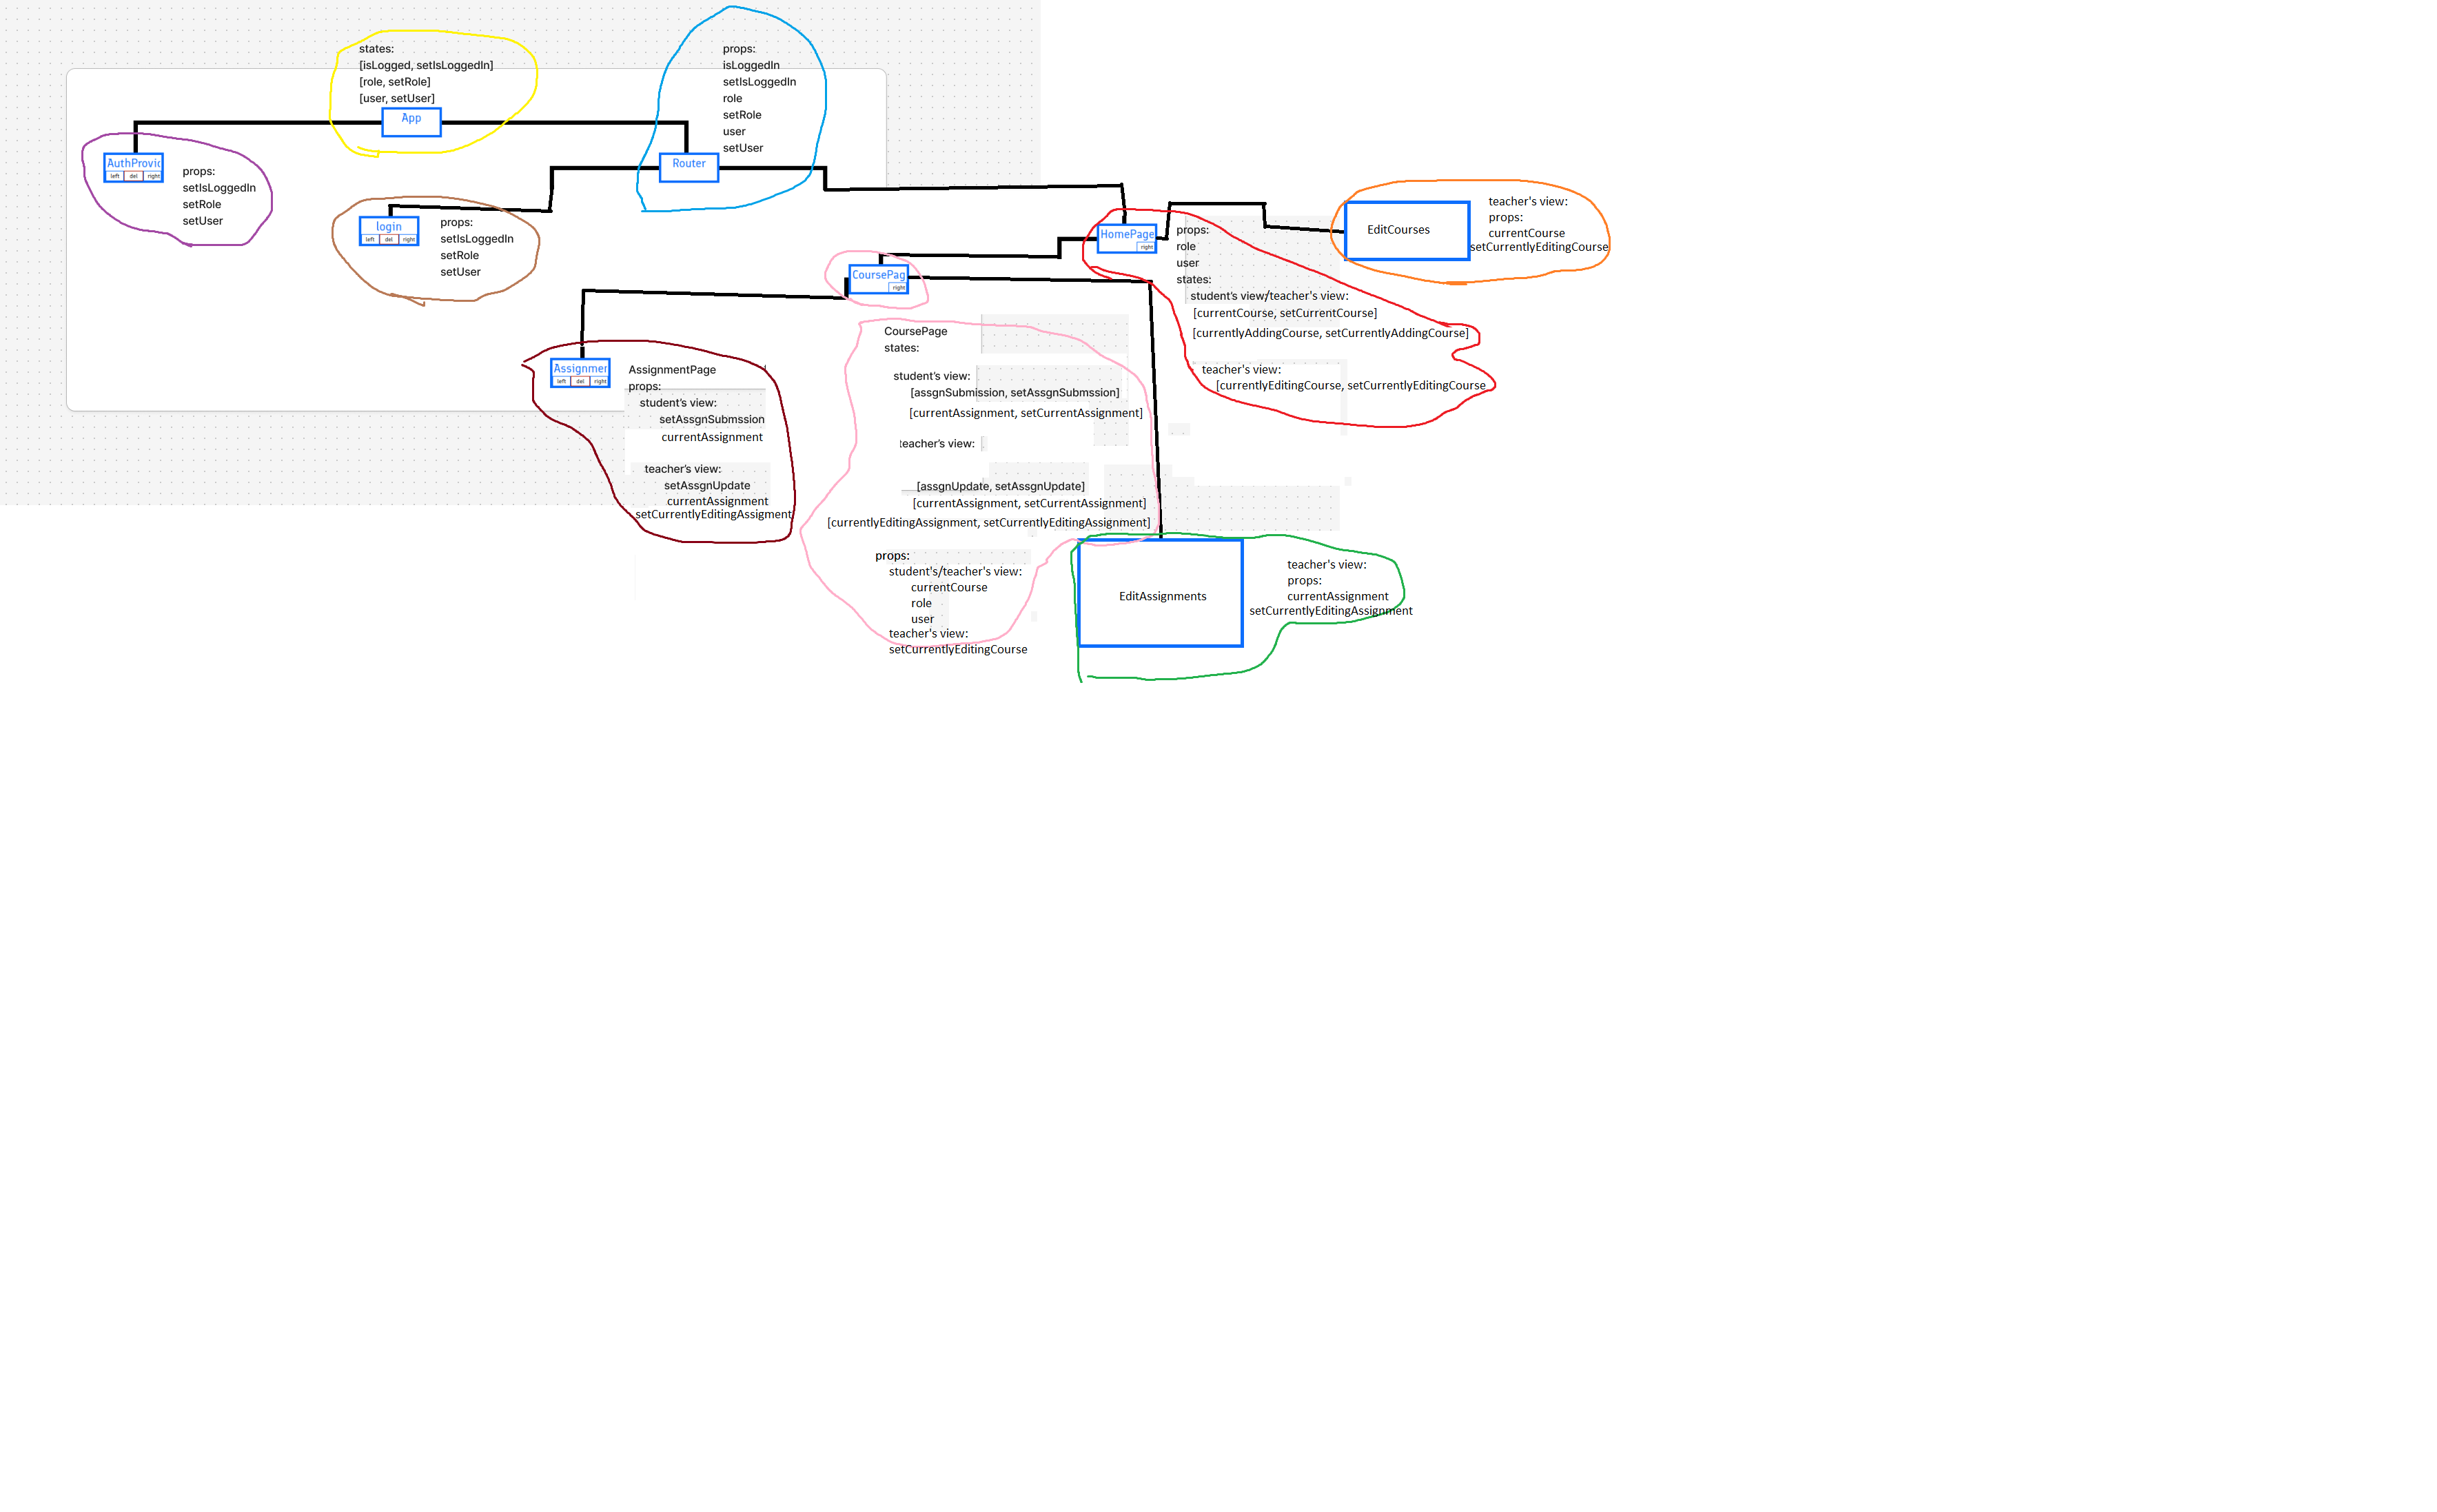 states:
[isLogged, setIsLoggedIn]
[role, setRole]
[user, setUser]
App
props:
isLoggedIn
setIsLoggedIn
role
setRole
user
setUser
Router
AuthProvid
left del right
props:
setIsLoggedIn
setRole
setUser
login
left del right
props:
setIsLoggedIn
setRole
setUser
HomePage
right
props:
role
user
states:
student's view/teacher's view:
[currentCourse, setCurrentCourse]
[currentlyAddingCourse, setCurrentlyAddingCourse]
teacher's view:
[currentlyEditingCourse, setCurrentlyEditingCourse
EditCourses
teacher's view:
props:
currentCourse
setCurrentlyEditingCourse
CoursePag
right
CoursePage
states:
student's view:
[assgnSubmission, setAssgnSubmssion]
[currentAssignment, setCurrentAssignment]
teacher's view:
[assgnUpdate, setAssgnUpdate]
[currentAssignment, setCurrentAssignment]
[currentlyEditingAssignment, setCurrentlyEditingAssignment]
props:
student's/teacher's view:
currentCourse
role
user
teacher's view:
setCurrentlyEditingCourse
Assignmer
left del right
AssignmentPage
props:
student's view:
setAssgnSubmssion
currentAssignment
teacher's view:
setAssgnUpdate
currentAssignment
setCurrentlyEditingAssigment
EditAssignments
teacher's view:
props:
currentAssignment
setCurrentlyEditingAssignment